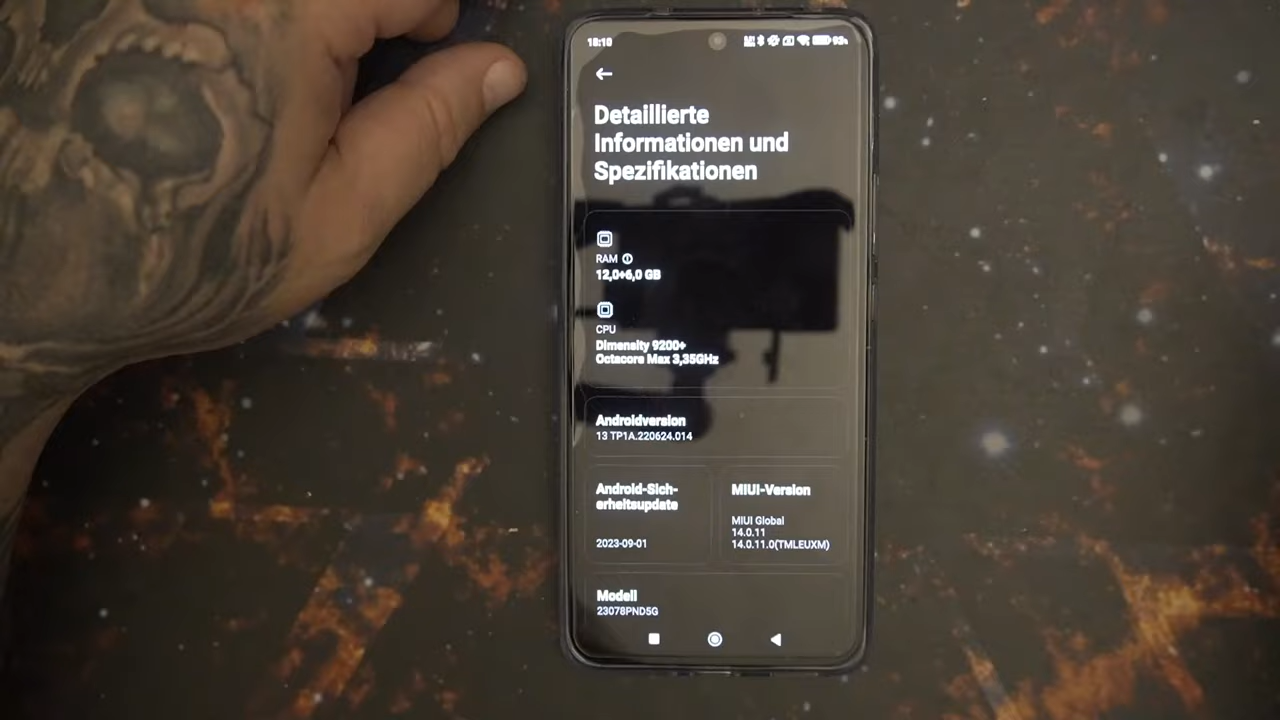 18:10
93%
Detaillierte
Informationen und
Spezifikationen
RAM
12,0+6,0 GB
CPU
Dimensity 9200+
Octacore Max 3,35GHz
Androidversion
13 TP1A.220624.014
Android-Sich-
erheitsupdate
2023-09-01
MIUI-Version
MIUI Global
14.0.11
14.0.11.0(TMLEUXM)
Modell
23078PND5G